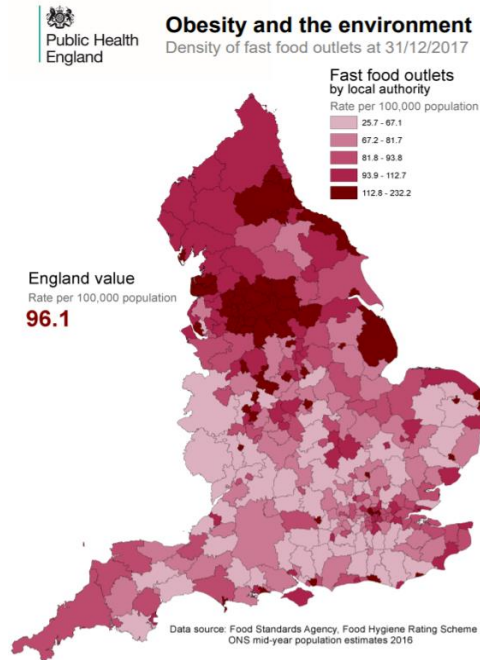 Public Health
England
Obesity and the environment
Density of fast food outlets at 31/12/2017
Fast food outlets
by local authority
Rate per 100,000 population
25.7 - 67.1
67.2 - 81.7
81.8 - 93.8
93.9 - 112.7
112.8 - 232.2
England value
Rate per 100,000 population
96.1
Data source: Food Standards Agency, Food Hygiene Rating Scheme
ONS mid-year population estimates 2016